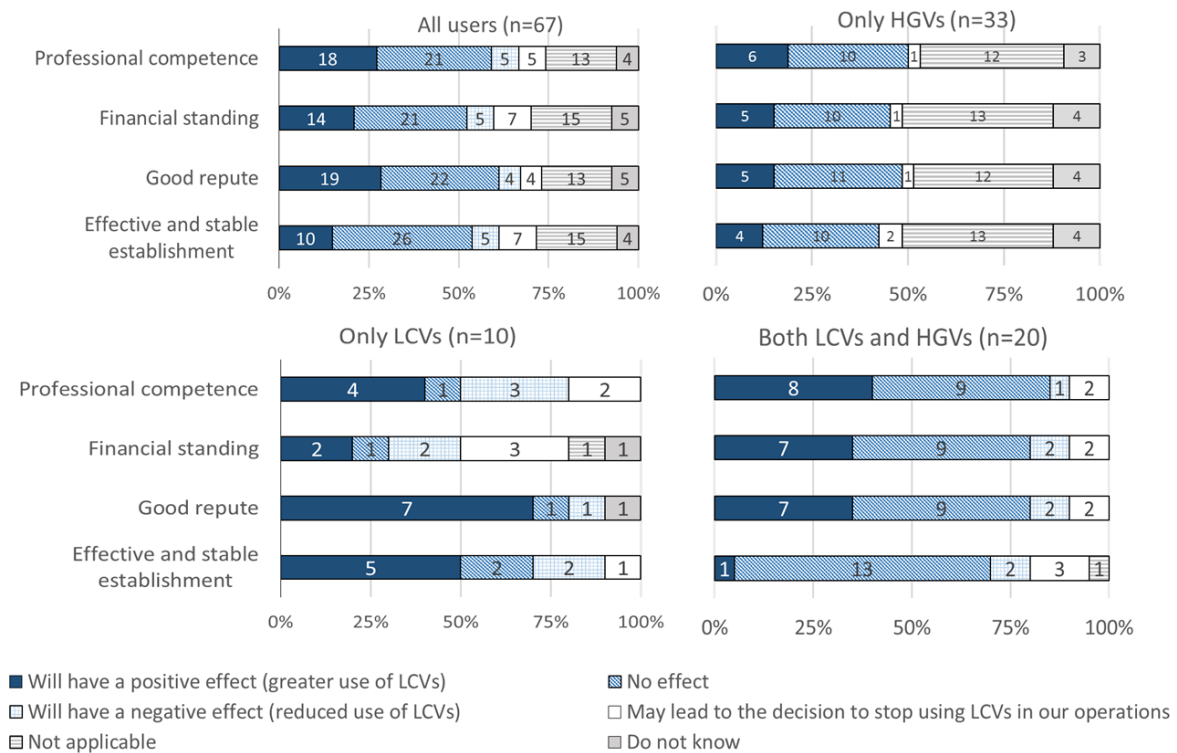 All users (n=67)
Professional competence 18 21 5 5 13 4
Financial standing 14 21 5 7 15 5
Good repute 19 22 4 4 13 5
Effective and stable
establishment 10 26 5 7 15 4
0% 25% 50% 75% 100%
Only HGVs (n=33)
6 10 1 12 3
5 10 1 13 4
5 11 1 12 4
4 10 2 13 4
0% 25% 50% 75% 100%
Only LCVs (n=10)
Professional competence 4 1 3 2
Financial standing 2 1 2 3 1 1
Good repute 7 1 1 1
Effective and stable
establishment 5 2 2 1
0% 25% 50% 75% 100%
Both LCVs and HGVs (n=20)
8 9 1 2
7 9 2 2
7 9 2 2
1 13 2 3 1
0% 25% 50% 75% 100%
Will have a positive effect (greater use of LCVs)
No effect
Will have a negative effect (reduced use of LCVs)
May lead to the decision to stop using LCVs in our operations
Not applicable
Do not know